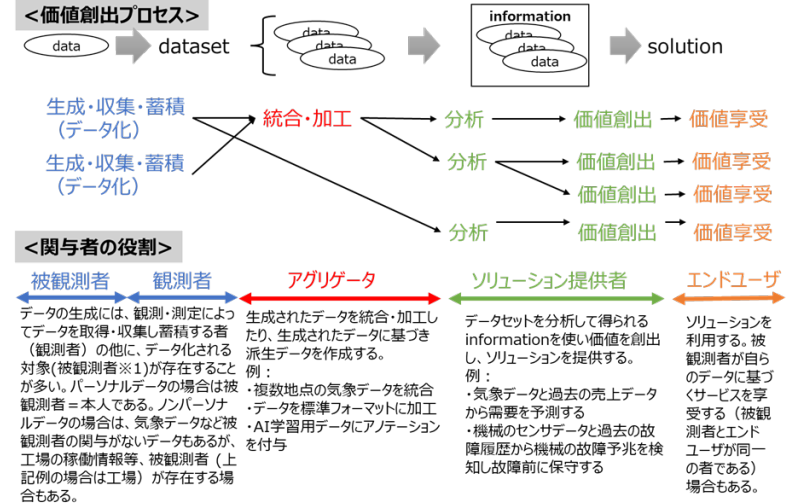 <価値創出プロセス>
data
dataset
data
data
data
information
data
data
data
solution
生成・収集・蓄積
(データ化)
生成・収集・蓄積
(データ化)
統合・加工
分析
価値創出
価値享受
分析
価値創出
価値享受
価値創出
価値享受
分析
価値創出
価値享受
<関与者の役割>
被観測者
観測者
アグリゲータ
ソリューション提供者
エンドユーザ
データの生成には、観測・測定によっ
てデータを取得・収集し蓄積する者
（観測者）の他に、データ化される
対象(被観測者※1)が存在すること
が多い。パーソナルデータの場合は被
観測者＝本人である。ノンパーソナ
ルデータの場合は、気象データなど被
観測者の関与がないデータもあるが、
工場の稼働情報等、被観測者 (上
記例の場合は工場）が存在する場
合もある。
生成されたデータを統合・加工し
たり、生成されたデータに基づき
派生データを作成する。
例：
・複数地点の気象データを統合
・データを標準フォーマットに加工
・AI学習用データにアノテーション
を付与
データセットを分析して得られる
informationを使い価値を創出
し、ソリューションを提供する。
例：
・気象データと過去の売上データ
から需要を予測する
・機械のセンサデータと過去の故
障履歴から機械の故障予兆を検
知し故障前に保守する
ソリューションを
利用する。被
観測者が自ら
のデータに基づ
くサービスを享
受する（被観
測者とエンド
ユーザが同一
の者である）
場合もある。